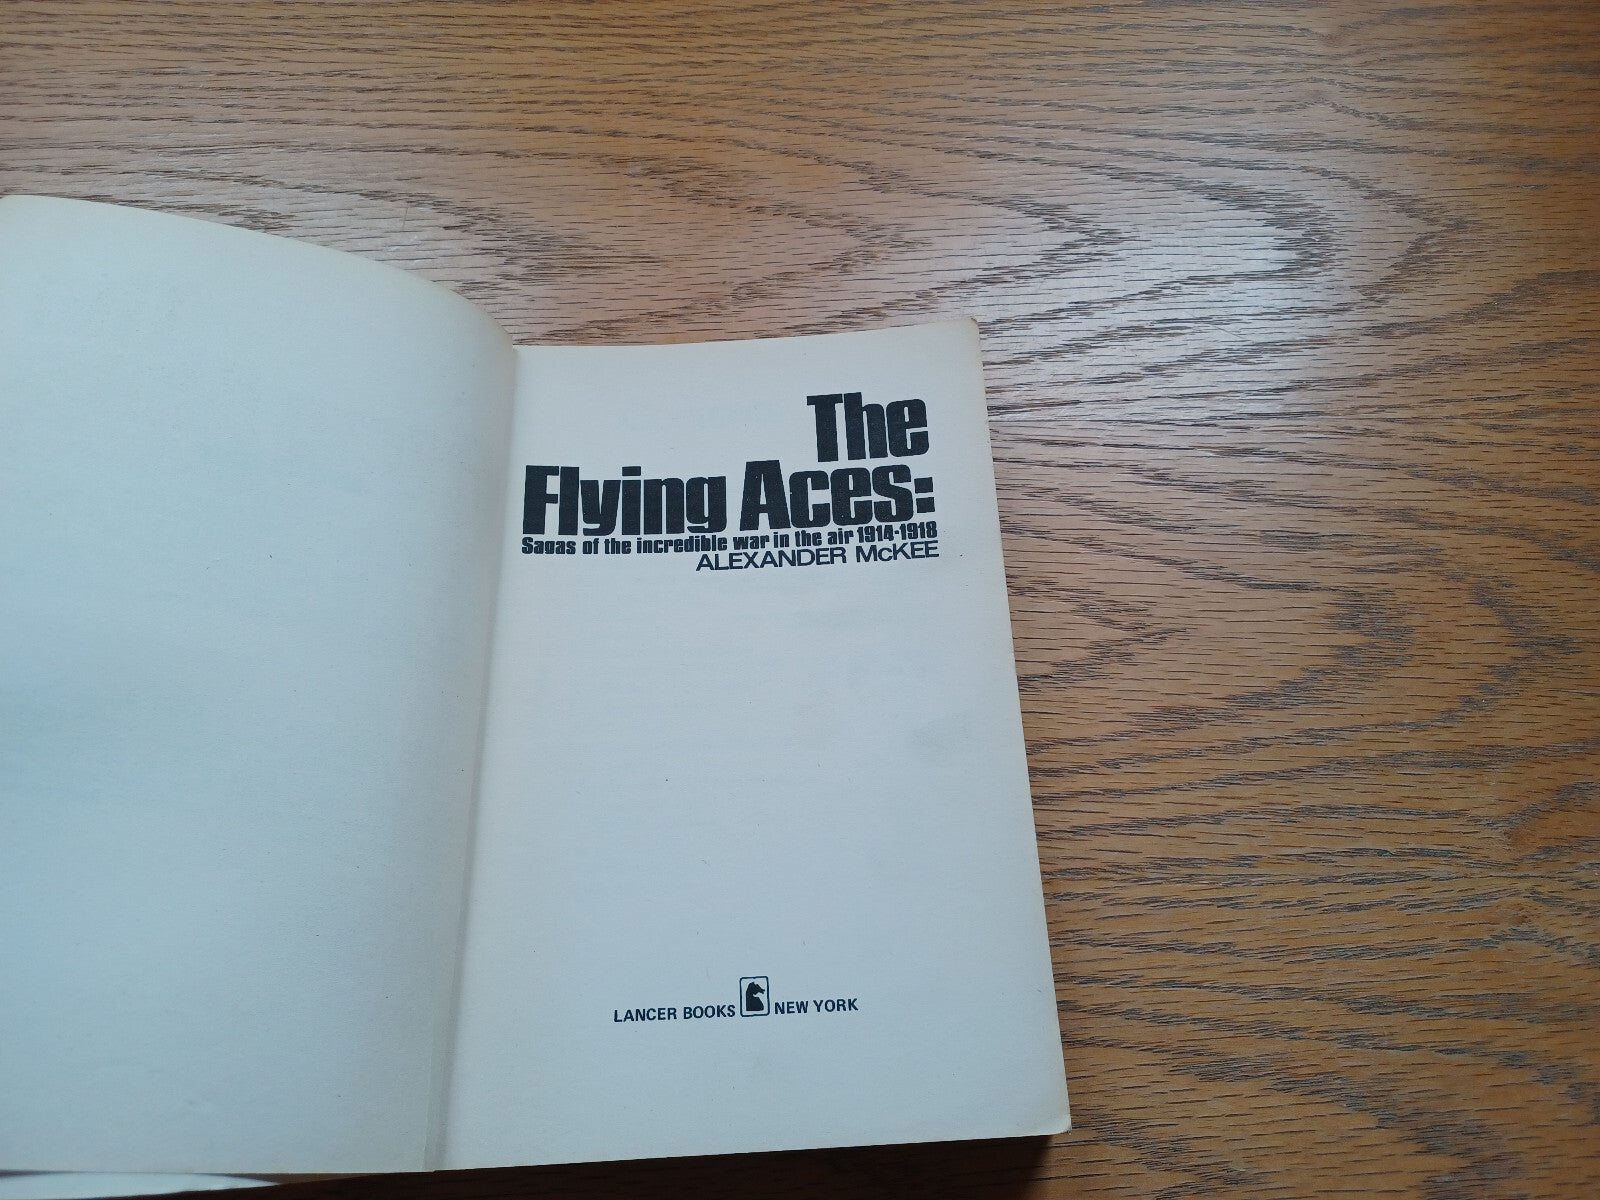 The
Flying Aces:
Sagas of the incredible war in the air 1914-1918
ALEXANDER McKEE
LANCER BOOKS NEW YORK